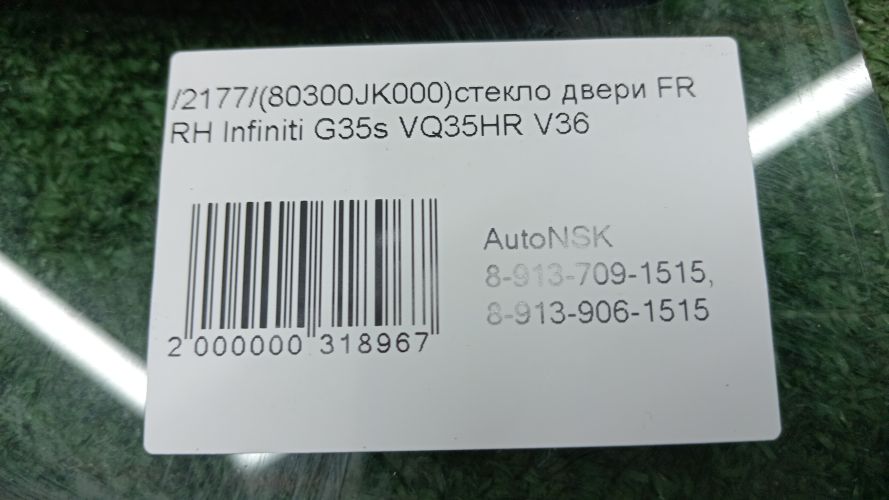 /2177/(80300JK000)стекло двери FR
RH Infiniti G35s VQ35HR V36
AutoNSK
8-913-709-1515,
8-913-906-1515
2 000000 318967